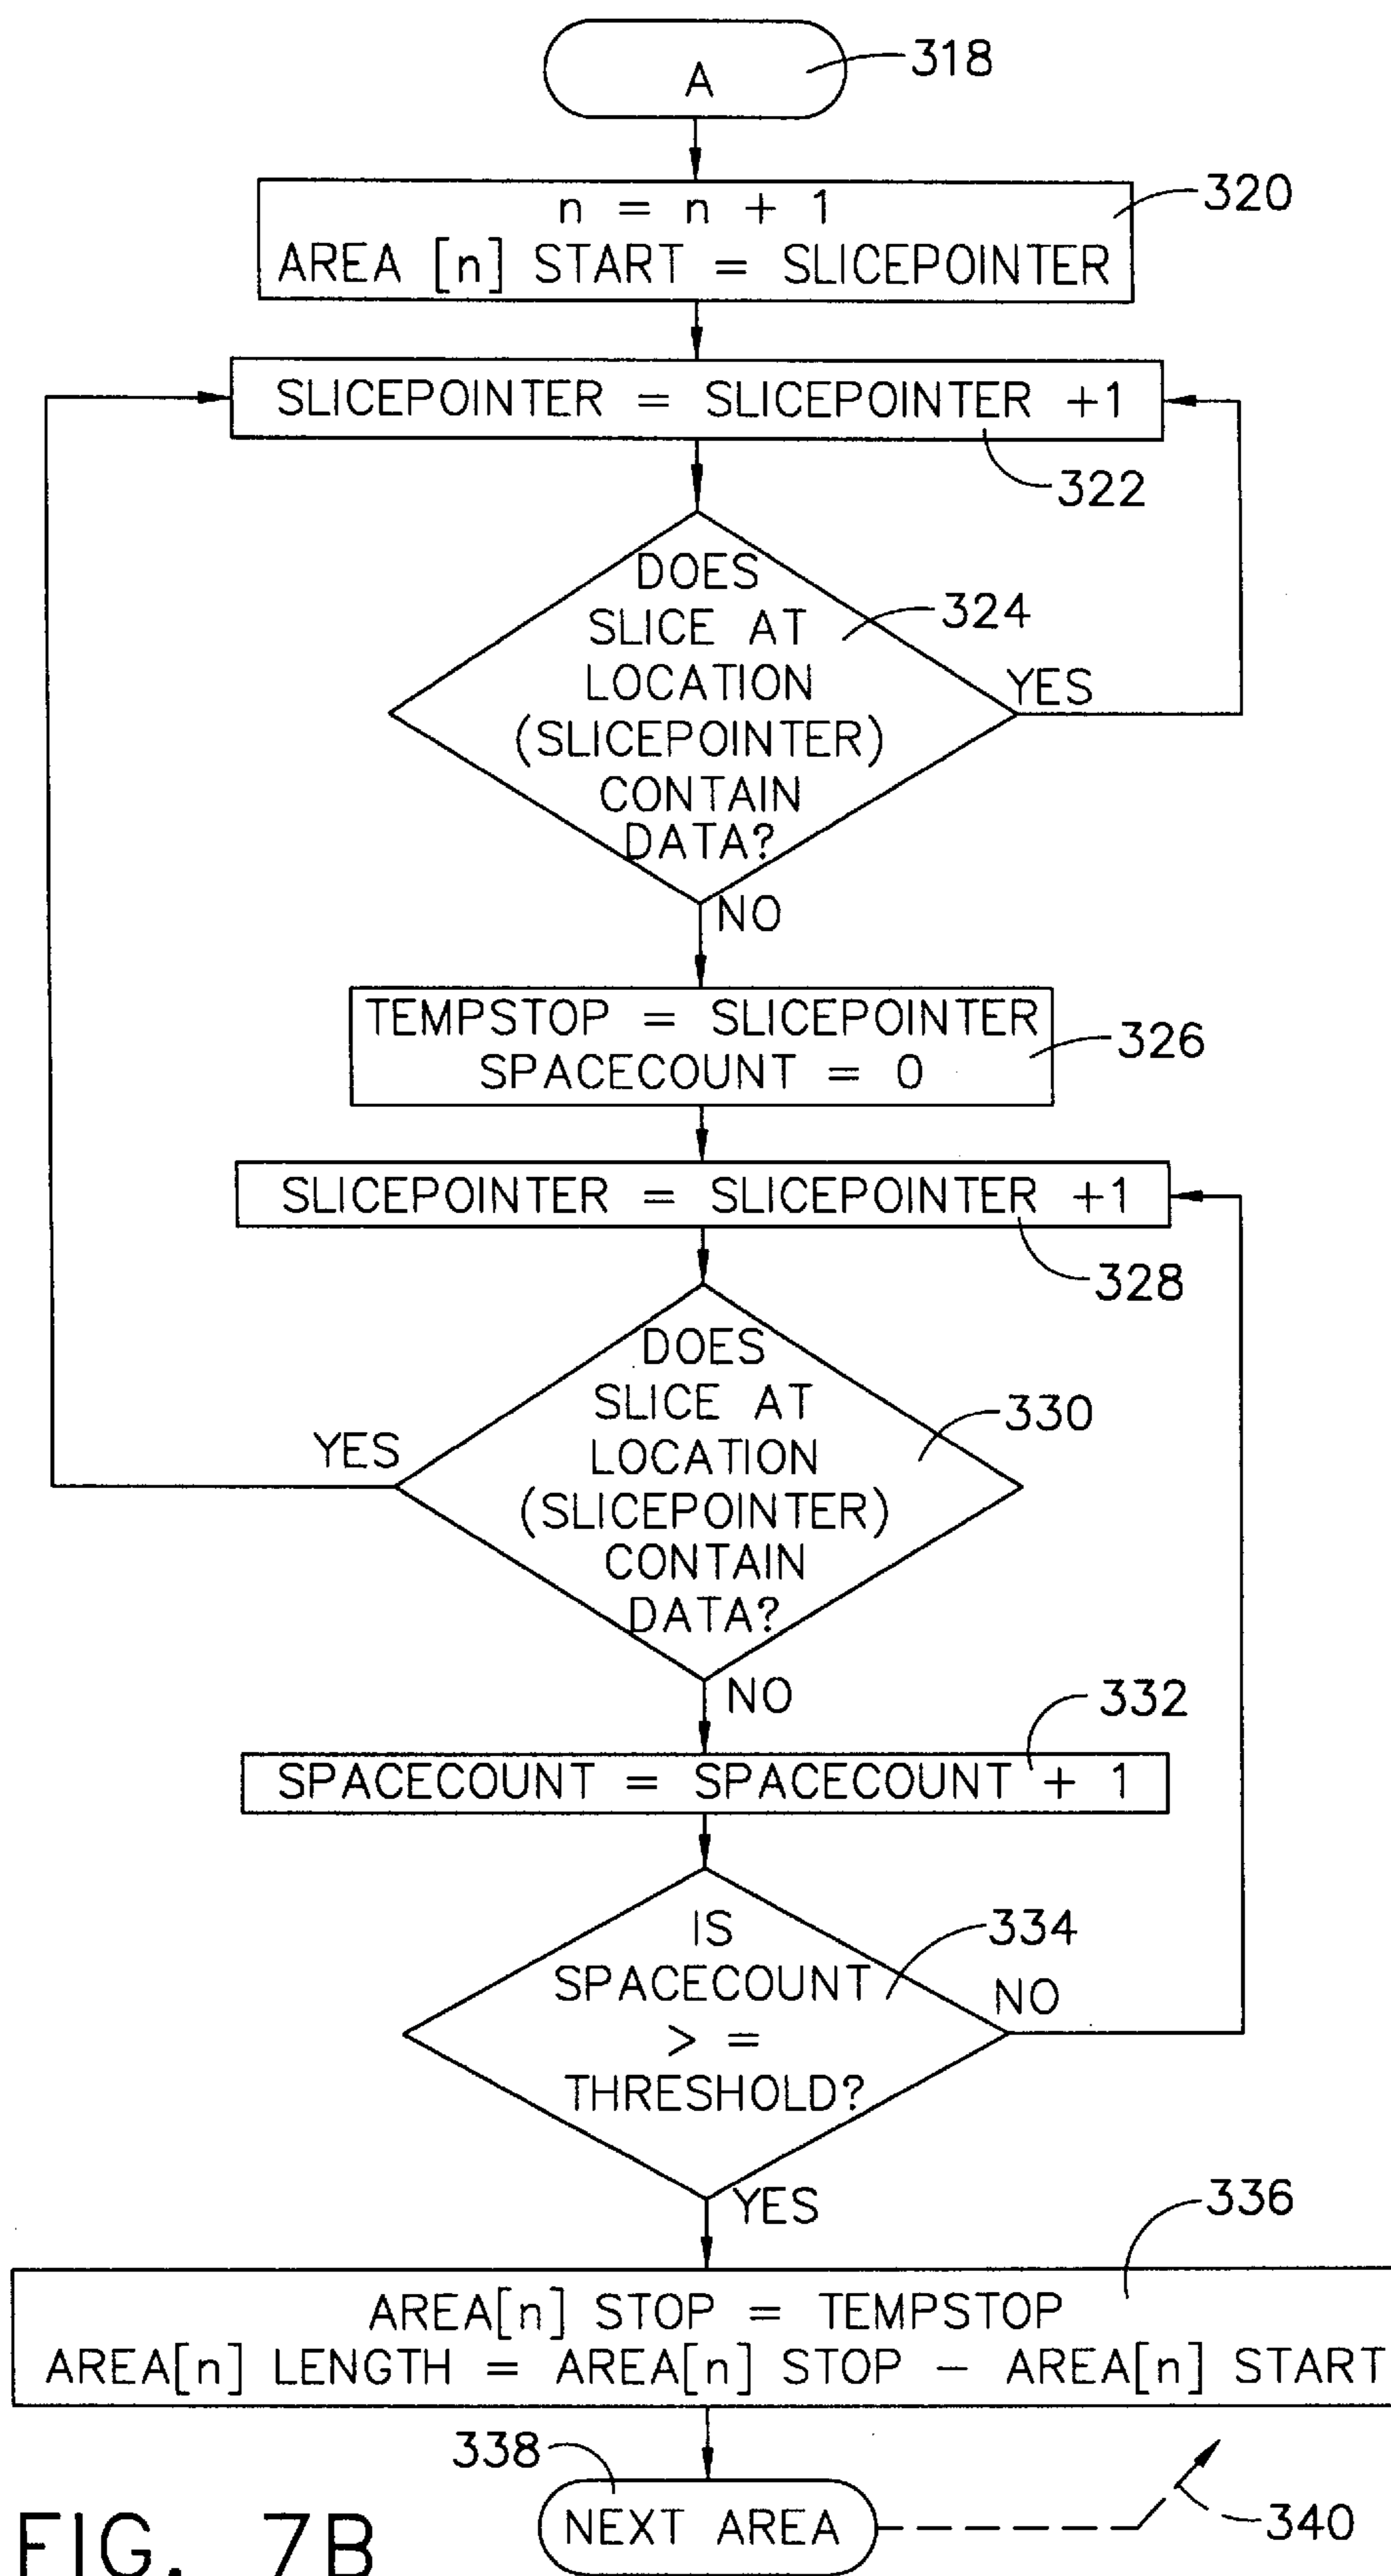 A
318
n = n + 1
320
AREA [n] START = SLICEPOINTER
SLICEPOINTER = SLICEPOINTER +1
322
DOES
SLICE AT
324
LOCATION
YES
(SLICEPOINTER)
CONTAIN
DATA?
NO
TEMPSTOP = SLICEPOINTER
326
SPACECOUNT = 0
SLICEPOINTER = SLICEPOINTER +1
328
DOES
SLICE AT
330
YES
LOCATION
(SLICEPOINTER)
CONTAIN
DATA?
NO
332
SPACECOUNT = SPACECOUNT + 1
IS
334
SPACECOUNT
NO
> =
THRESHOLD?
YES
336
AREA[n] STOP = TEMPSTOP
AREA[n] LENGTH = AREA[n] STOP - AREA[n] START
338
NEXT AREA
340
FIG. 7B